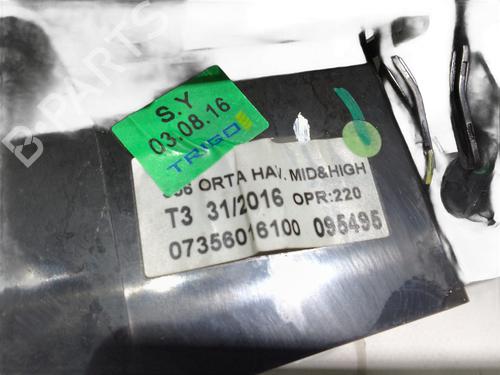 B-PARTS
S.Y
03.08.16
TRIGO
ORTA HAV. MID&HIGH
T3 31/2016 OPR:220
07356016100 095495